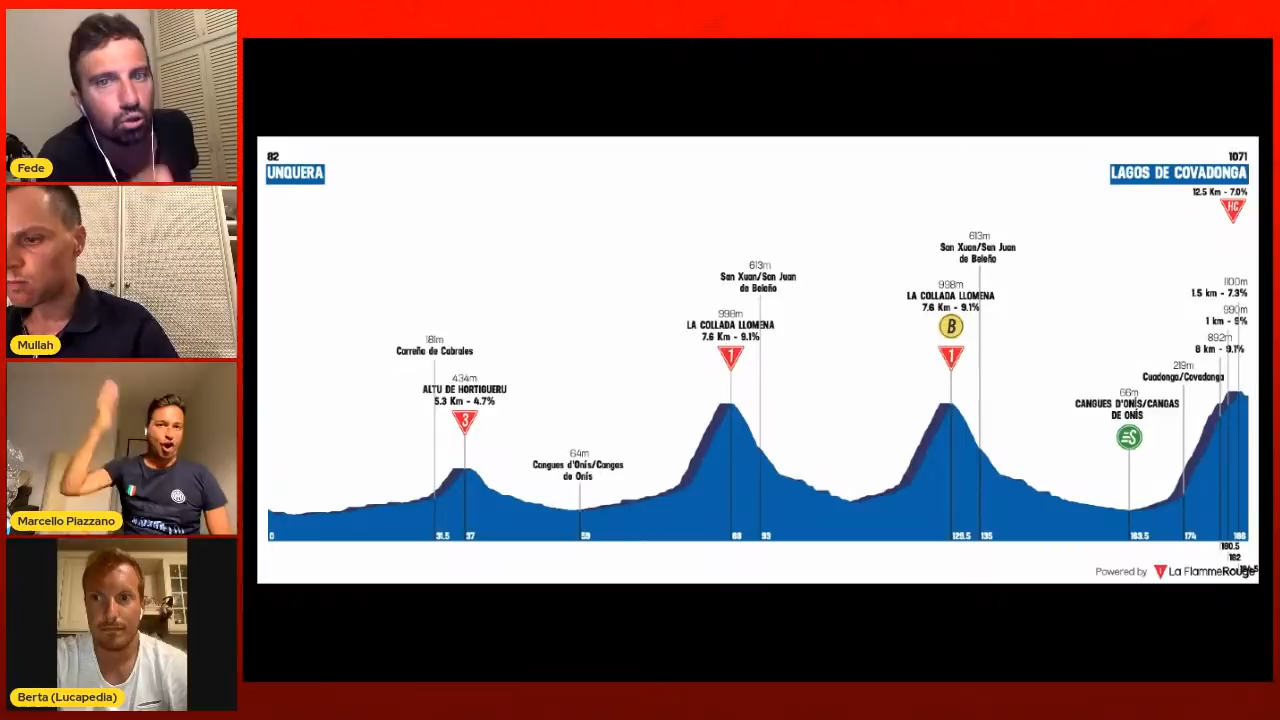 Fede
Mullah
Marcello Piazzano
Berta (Lucapedia)
82
UNQUERA
1071
LAGOS DE COVADONGA
12.5 Km - 7.0%
HC
181m
Carreña de Cabrales
434m
ALTU DE HORTIGUERU
5.3 Km - 4.7%
3
64m
Cangues d'Onís/Cangas
de Onís
998m
LA COLLADA LLOMENA
7.6 Km - 9.1%
1
613m
San Xuan/San Juan
de Beleño
998m
LA COLLADA LLOMENA
7.6 Km - 9.1%
B
1
613m
San Xuan/San Juan
de Beleño
66m
CANGUES D'ONÍS/CANGAS
DE ONÍS
S
219m
Cuadonga/Covadonga
892m
8 km - 9.1%
990m
1 km - 9%
1100m
1.5 km - 7.3%
0
31.5
37
59
88
93
129.5
135
163.5
174
180.5
182
186
Powered by
La FlammeRouge